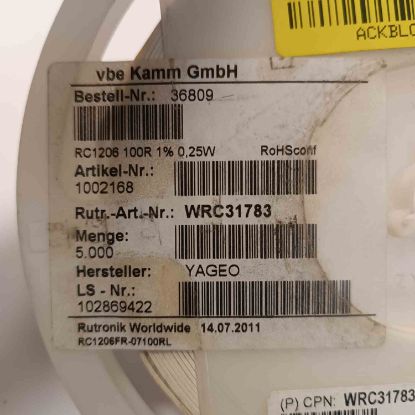 ACKBLO
vbe Kamm GmbH
Bestell-Nr.: 36809
RC1206 100R 1% 0,25W RoHSconf
Artikel-Nr.:
1002168
Rutr.-Art.-Nr.: WRC31783
Menge:
5.000
Hersteller: YAGEO
LS - Nr.:
102869422
Rutronik Worldwide 14.07.2011
RC1206FR-07100RL
(P) CPN: WRC31783